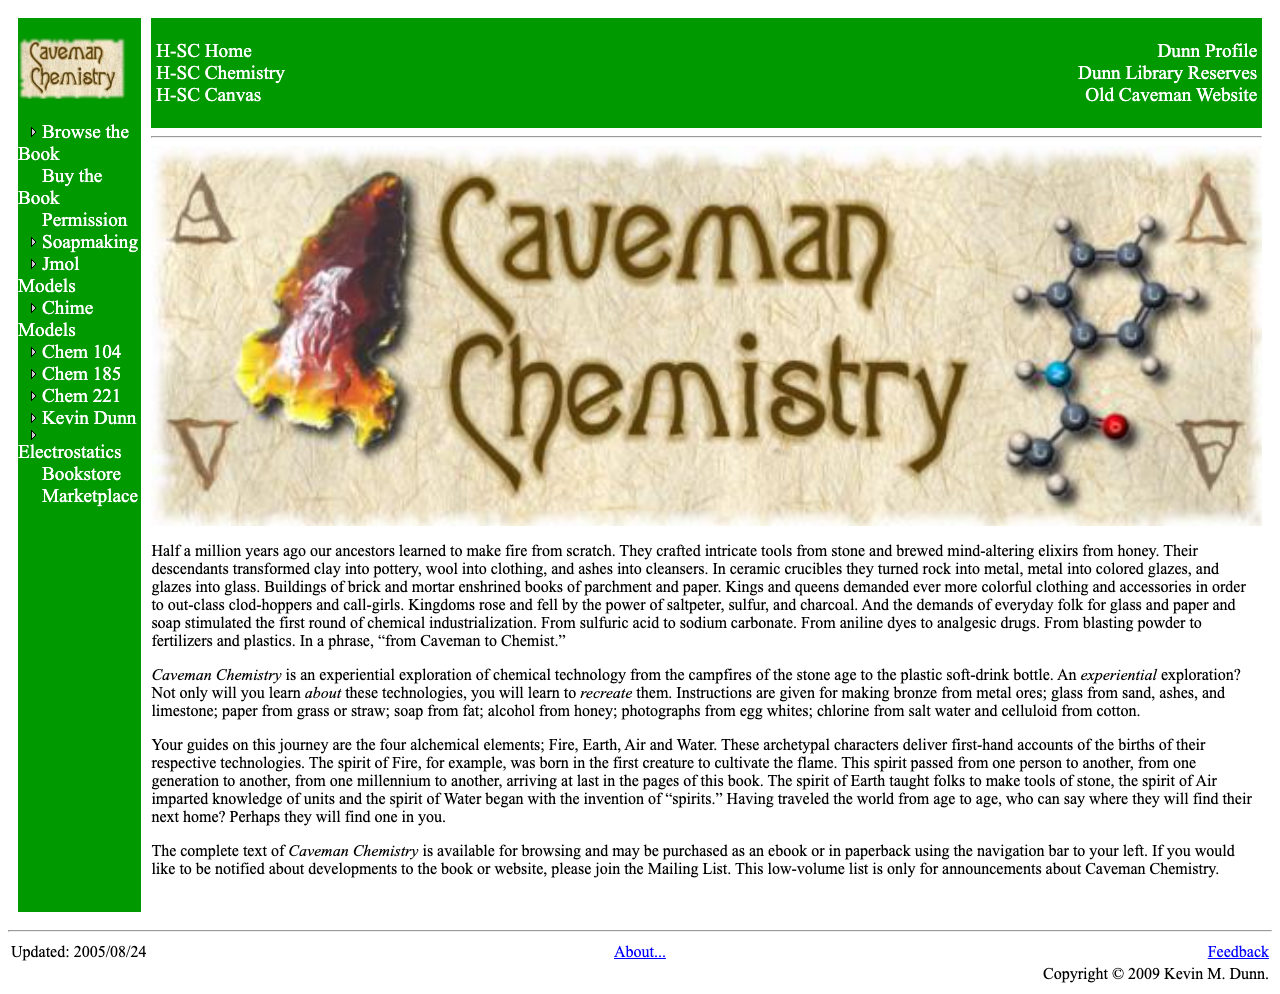 Caveman
Chemistry
Browse the
Book
Buy the
Book
Permission
Soapmaking
Jmol
Models
Chime
Models
Chem 104
Chem 185
Chem 221
Kevin Dunn
Electrostatics
Bookstore
Marketplace
H-SC Home
H-SC Chemistry
H-SC Canvas
Dunn Profile
Dunn Library Reserves
Old Caveman Website
Caveman
Chemistry
Half a million years ago our ancestors learned to make fire from scratch. They crafted intricate tools from stone and brewed mind-altering elixirs from honey. Their
descendants transformed clay into pottery, wool into clothing, and ashes into cleansers. In ceramic crucibles they turned rock into metal, metal into colored glazes, and
glazes into glass. Buildings of brick and mortar enshrined books of parchment and paper. Kings and queens demanded ever more colorful clothing and accessories in order
to out-class clod-hoppers and call-girls. Kingdoms rose and fell by the power of saltpeter, sulfur, and charcoal. And the demands of everyday folk for glass and paper and
soap stimulated the first round of chemical industrialization. From sulfuric acid to sodium carbonate. From aniline dyes to analgesic drugs. From blasting powder to
fertilizers and plastics. In a phrase, “from Caveman to Chemist.”
Caveman Chemistry is an experiential exploration of chemical technology from the campfires of the stone age to the plastic soft-drink bottle. An experiential exploration?
Not only will you learn about these technologies, you will learn to recreate them. Instructions are given for making bronze from metal ores; glass from sand, ashes, and
limestone; paper from grass or straw; soap from fat; alcohol from honey; photographs from egg whites; chlorine from salt water and celluloid from cotton.
Your guides on this journey are the four alchemical elements; Fire, Earth, Air and Water. These archetypal characters deliver first-hand accounts of the births of their
respective technologies. The spirit of Fire, for example, was born in the first creature to cultivate the flame. This spirit passed from one person to another, from one
generation to another, from one millennium to another, arriving at last in the pages of this book. The spirit of Earth taught folks to make tools of stone, the spirit of Air
imparted knowledge of units and the spirit of Water began with the invention of “spirits.” Having traveled the world from age to age, who can say where they will find their
next home? Perhaps they will find one in you.
The complete text of Caveman Chemistry is available for browsing and may be purchased as an ebook or in paperback using the navigation bar to your left. If you would
like to be notified about developments to the book or website, please join the Mailing List. This low-volume list is only for announcements about Caveman Chemistry.
Updated: 2005/08/24
About...
Feedback
Copyright © 2009 Kevin M. Dunn.